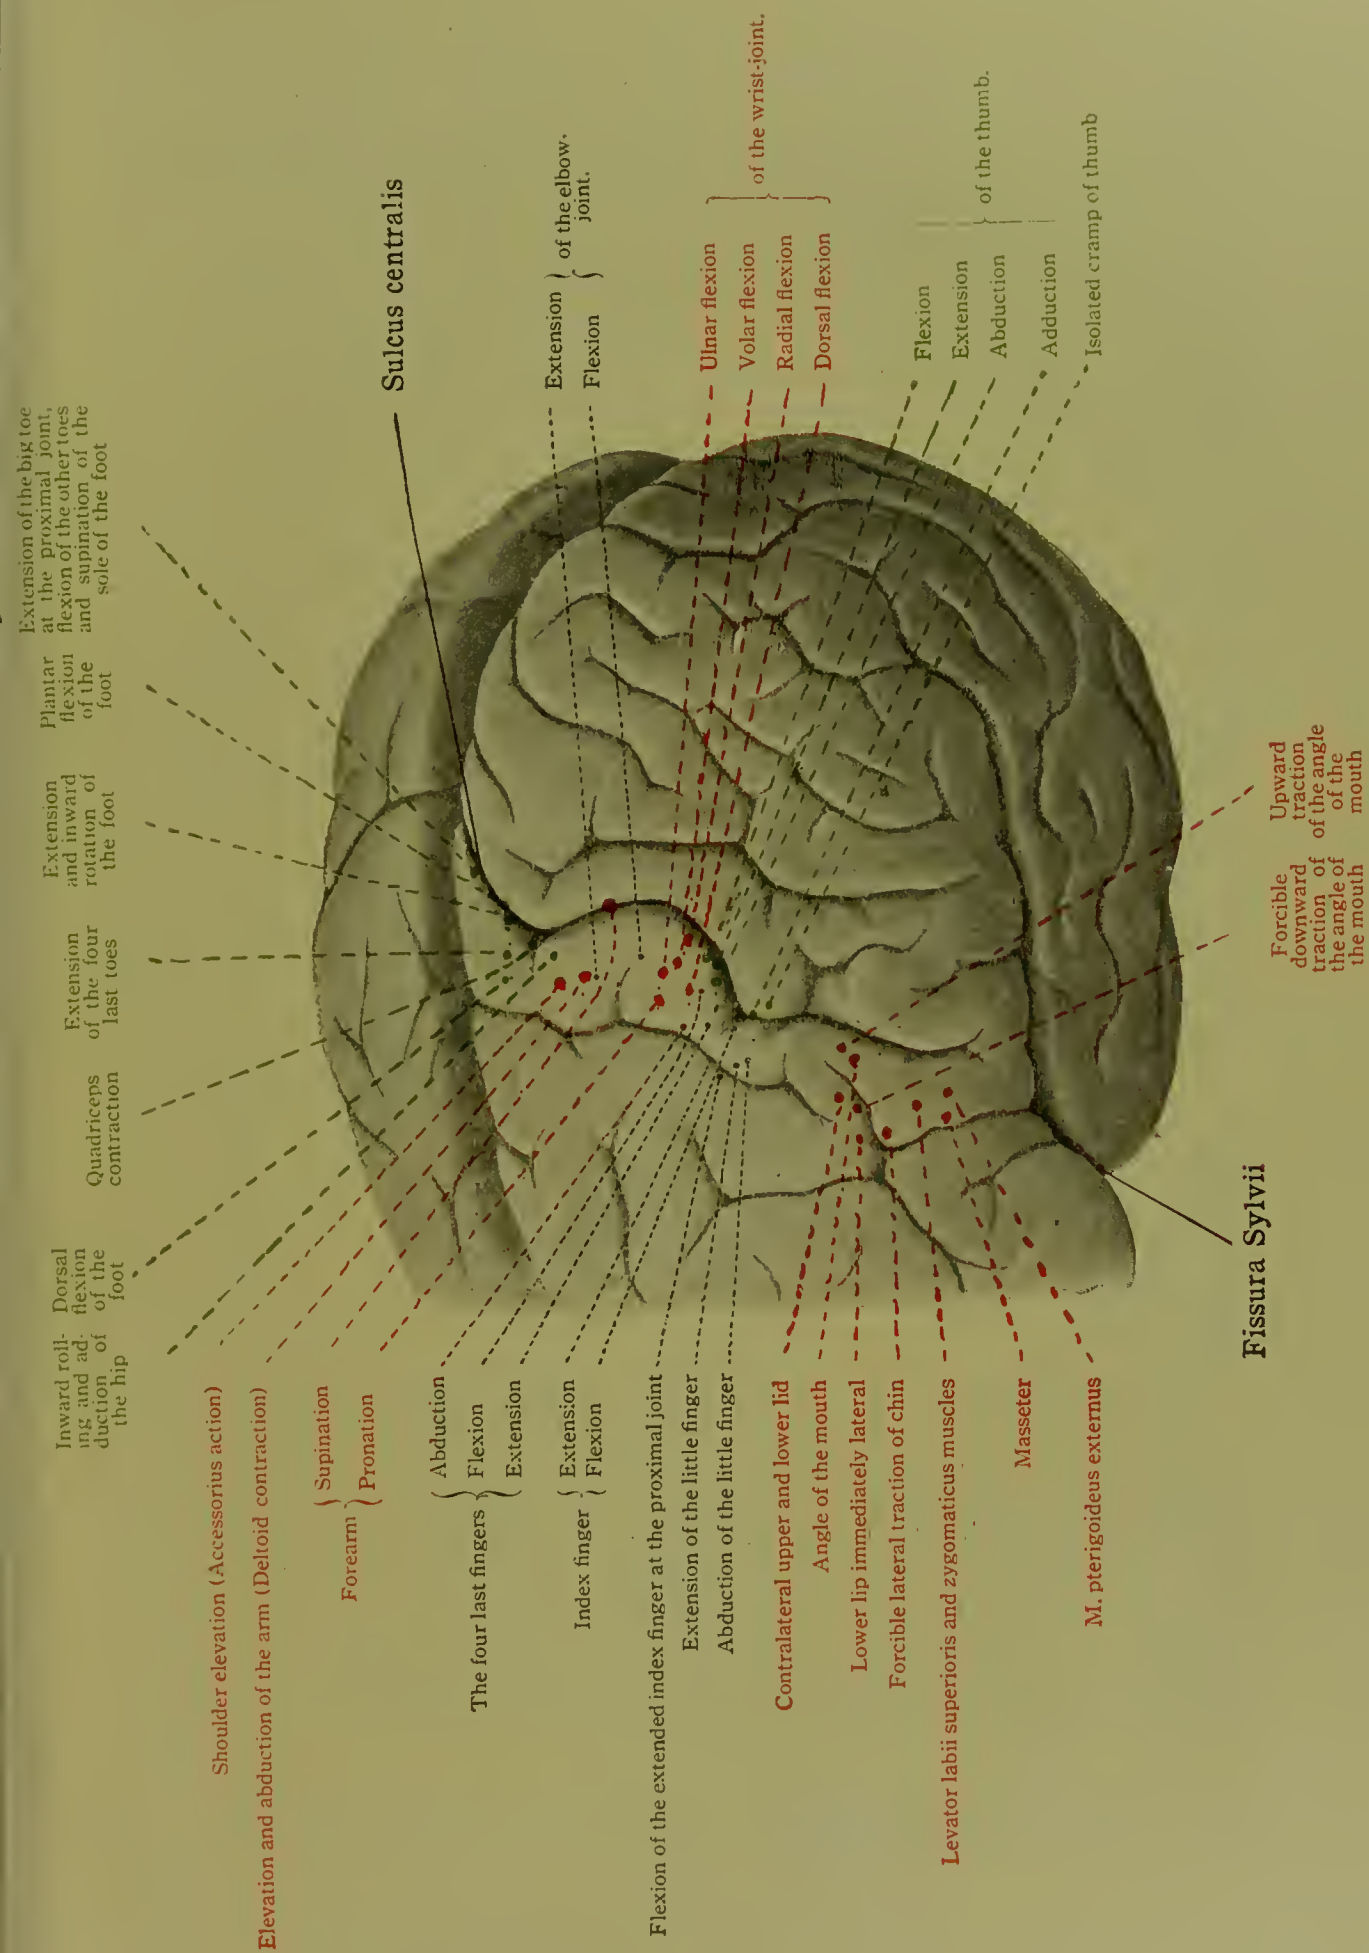 Inward roll-
ing and ad-
duction of
the hip
Dorsal
flexion
of the
foot
Quadriceps
contraction
Extension
of the four
last toes
Extension
and inward
rotation of
the foot
Plantar
flexion
of the
foot
Extension of the big toe
at the proximal joint,
flexion of the other toes
and supination of the
sole of the foot
Shoulder elevation (Accessorius action)
Elevation and abduction of the arm (Deltoid contraction)
Forearm
Supination
Pronation
The four last fingers
Abduction
Flexion
Extension
Index finger
Extension
Flexion
Flexion of the extended index finger at the proximal joint
Extension of the little finger
Abduction of the little finger
Contralateral upper and lower lid
Angle of the mouth
Lower lip immediately lateral
Forcible lateral traction of chin
Levator labii superioris and zygomaticus muscles
Masseter
M. pterigoideus externus
Sulcus centralis
Extension
Flexion
of the elbow-
joint.
Ulnar flexion
Volar flexion
Radial flexion
Dorsal flexion
of the wrist-joint.
Flexion
Extension
Abduction
Adduction
of the thumb.
Isolated cramp of thumb
Fissura Sylvii
Forcible
downward
traction of
the angle of
the mouth
Upward
traction
of the angle
of the
mouth